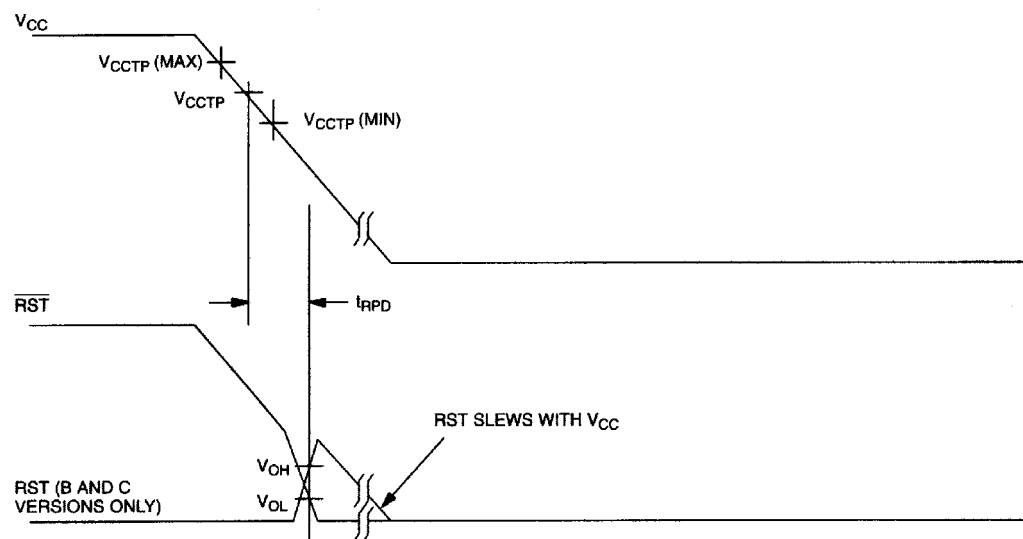 VCC
VCCTP (MAX)
VCCTP
VCCTP (MIN)
tRPD
RST
RST SLEWS WITH VCC
VOH
RST (B AND C
VERSIONS ONLY)
VOL